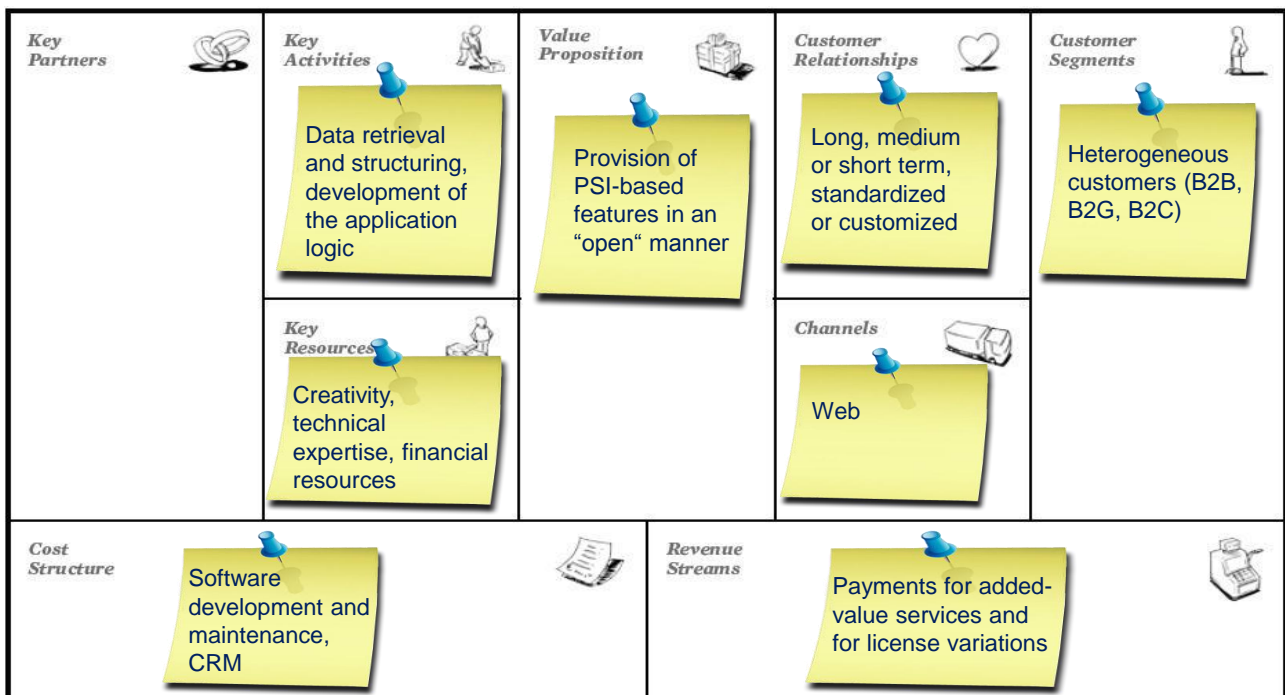 Key
Partners
Key
Activities
Data retrieval
and structuring,
development of
the application
logic
Key
Resources
Creativity,
technical
expertise, financial
resources
Value
Proposition
Provision of
PSI-based
features in an
“open“ manner
Customer
Relationships
Long, medium
or short term,
standardized
or customized
Channels
Web
Customer
Segments
Heterogeneous
customers (B2B,
B2G, B2C)
Cost
Structure
Software
development and
maintenance,
CRM
Revenue
Streams
Payments for added-
value services and
for license variations